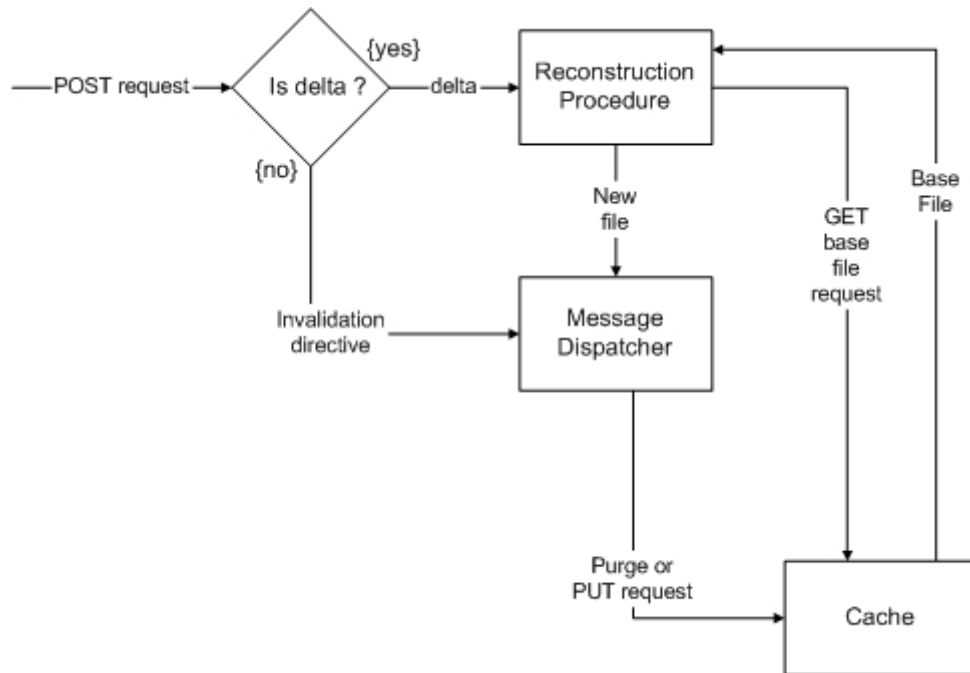 POST request
Is delta ?
{yes}
{no}
delta
Reconstruction
Procedure
New
file
GET
base
file
request
Base
File
Invalidation
directive
Message
Dispatcher
Purge or
PUT request
Cache